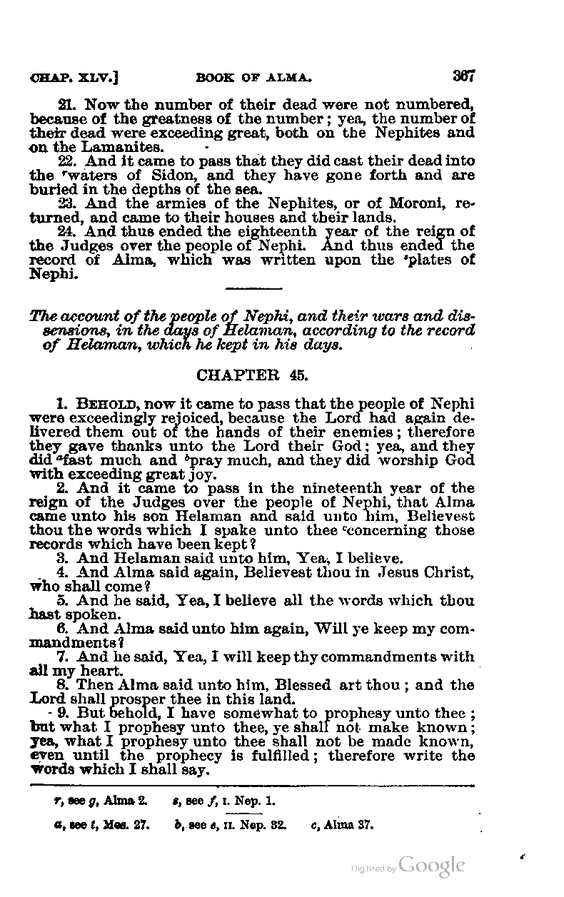 CHAP. XLV.] BOOK OF ALMA. 367
21. Now the number of their dead were not numbered,
because of the greatness of the number; yea, the number of
their dead were exceeding great, both on the Nephites and
on the Lamanites.
22. And it came to pass that they did cast their dead into
the ʳwaters of Sidon, and they have gone forth and are
buried in the depths of the sea.
23. And the armies of the Nephites, or of Moroni, re-
turned, and came to their houses and their lands.
24. And thus ended the eighteenth year of the reign of
the Judges over the people of Nephi. And thus ended the
record of Alma, which was written upon the ˢplates of
Nephi.
The account of the people of Nephi, and their wars and dis-
sensions, in the days of Helaman, according to the record
of Helaman, which he kept in his days.
CHAPTER 45.
1. BEHOLD, now it came to pass that the people of Nephi
were exceedingly rejoiced, because the Lord had again de-
livered them out of the hands of their enemies; therefore
they gave thanks unto the Lord their God; yea, and they
did ᵃfast much and ᵇpray much, and they did worship God
with exceeding great joy.
2. And it came to pass in the nineteenth year of the
reign of the Judges over the people of Nephi, that Alma
came unto his son Helaman and said unto him, Believest
thou the words which I spake unto thee ᶜconcerning those
records which have been kept?
3. And Helaman said unto him, Yea, I believe.
4. And Alma said again, Believest thou in Jesus Christ,
who shall come?
5. And he said, Yea, I believe all the words which thou
hast spoken.
6. And Alma said unto him again, Will ye keep my com-
mandments?
7. And he said, Yea, I will keep thy commandments with
all my heart.
8. Then Alma said unto him, Blessed art thou; and the
Lord shall prosper thee in this land.
9. But behold, I have somewhat to prophesy unto thee;
but what I prophesy unto thee, ye shall not make known;
yea, what I prophesy unto thee shall not be made known,
even until the prophecy is fulfilled; therefore write the
words which I shall say.
r, see g, Alma 2. s, see f, I. Nep. 1.
a, see t, Mos. 27. b, see e, II. Nep. 32. c, Alma 37.
Digitized by Google